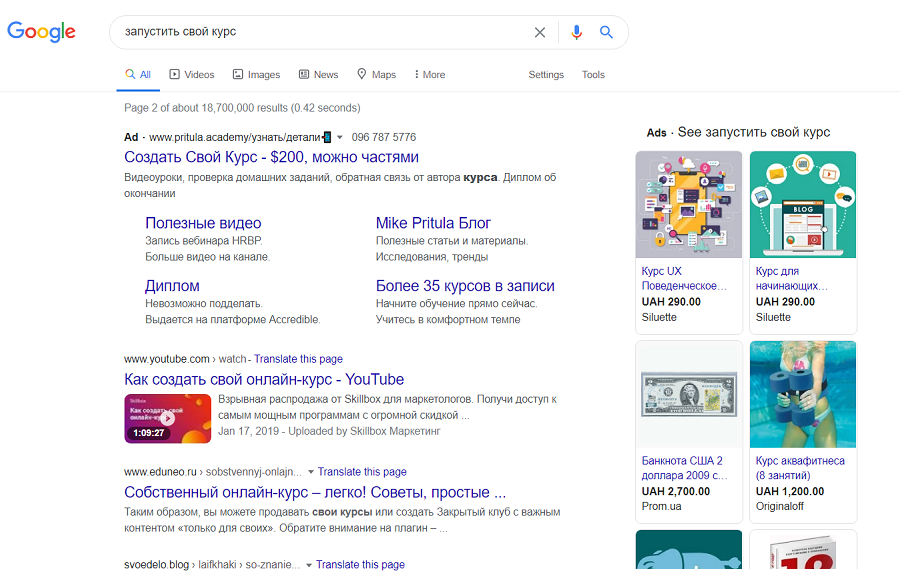 Google
запустить свой курс
All
Videos
Images
News
Maps
More
Settings
Tools
Page 2 of about 18,700,000 results (0.42 seconds)
Ad · www.pritula.academy/узнать/детали
096 787 5776
Создать Свой Курс - $200, можно частями
Видеоуроки, проверка домашних заданий, обратная связь от автора курса. Диплом об
окончании
Полезные видео
Запись вебинара HRBP.
Больше видео на канале.
Mike Pritula Блог
Полезные статьи и материалы.
Исследования, тренды
Диплом
Невозможно подделать.
Выдается на платформе Accredible.
Более 35 курсов в записи
Начните обучение прямо сейчас.
Учитесь в комфортном темпе
www.youtube.com › watch - Translate this page
Как создать свой онлайн-курс - YouTube
Skillbox
Как создать свой
онлайн-курс
1:09:27
Взрывная распродажа от Skillbox для маркетологов. Получи доступ к
самым мощным программам с огромной скидкой ...
Jan 17, 2019 - Uploaded by Skillbox Маркетинг
www.eduneo.ru › sobstvennyj-onlajn... Translate this page
Собственный онлайн-курс – легко! Советы, простые ...
Таким образом, вы можете продавать свои курсы или создать Закрытый клуб с важным
контентом «только для своих». Обратите внимание на плагин – ...
svoedelo.blog › laifkhaki › so-znanie... Translate this page
Ads · See запустить свой курс
BLOG
Курс UX
Поведенческое...
UAH 290.00
Siluette
Курс для
начинающих...
UAH 290.00
Siluette
2
Банкнота США 2
доллара 2009 с...
UAH 2,700.00
Prom.ua
Курс аквафитнеса
(8 занятий)
UAH 1,200.00
Originaloff